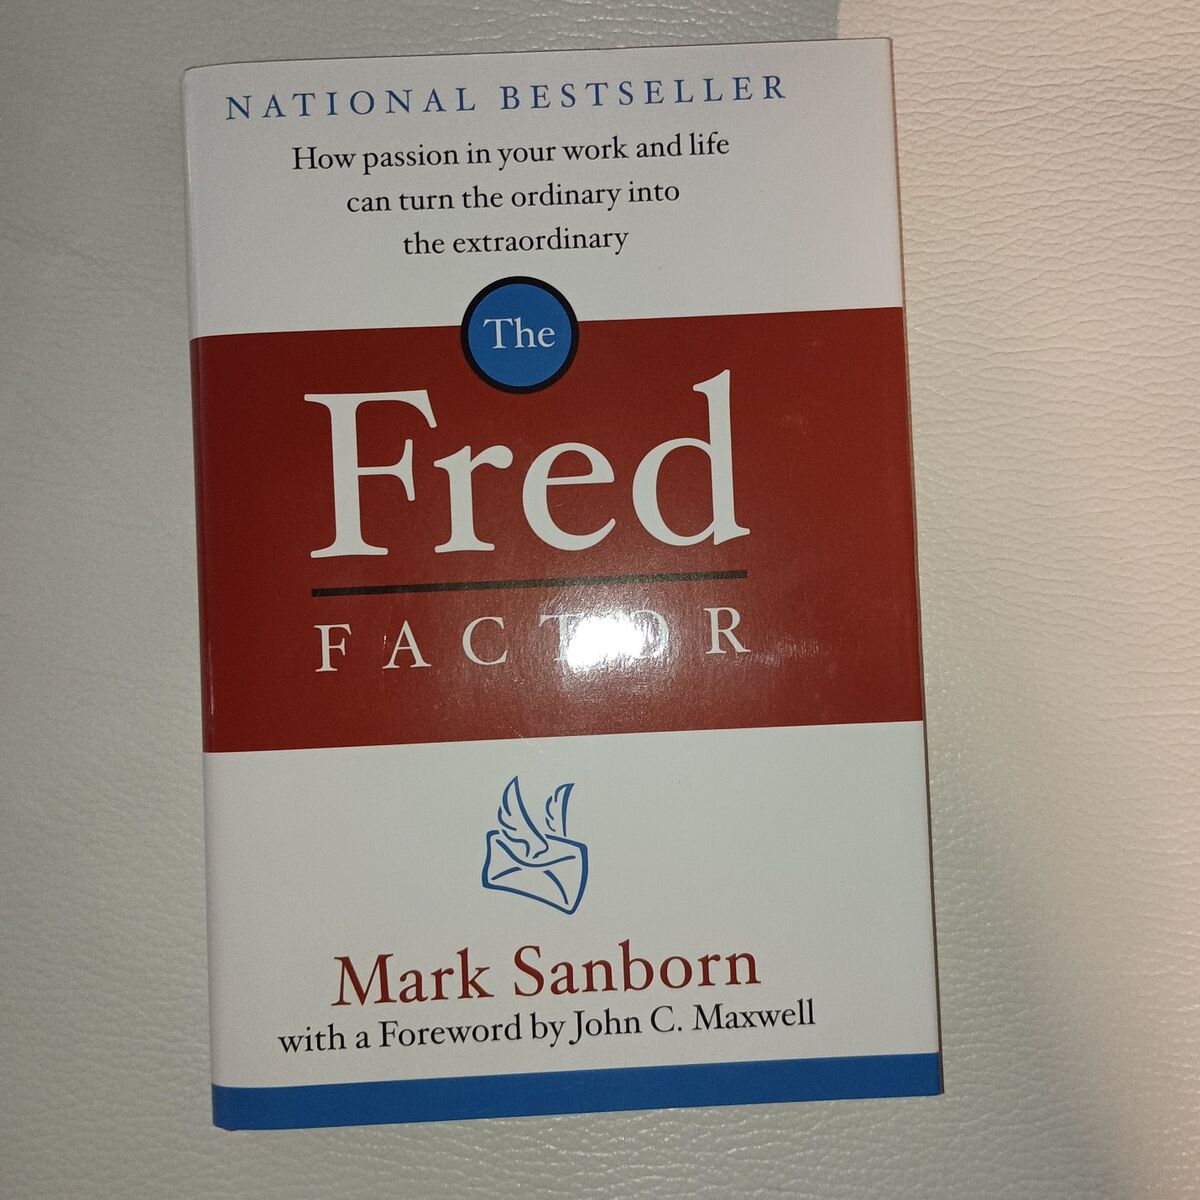 NATIONAL BESTSELLER
How passion in your work and life
can turn the ordinary into
the extraordinary
The
Fred
FACTOR
Mark Sanborn
with a Foreword by John C. Maxwell